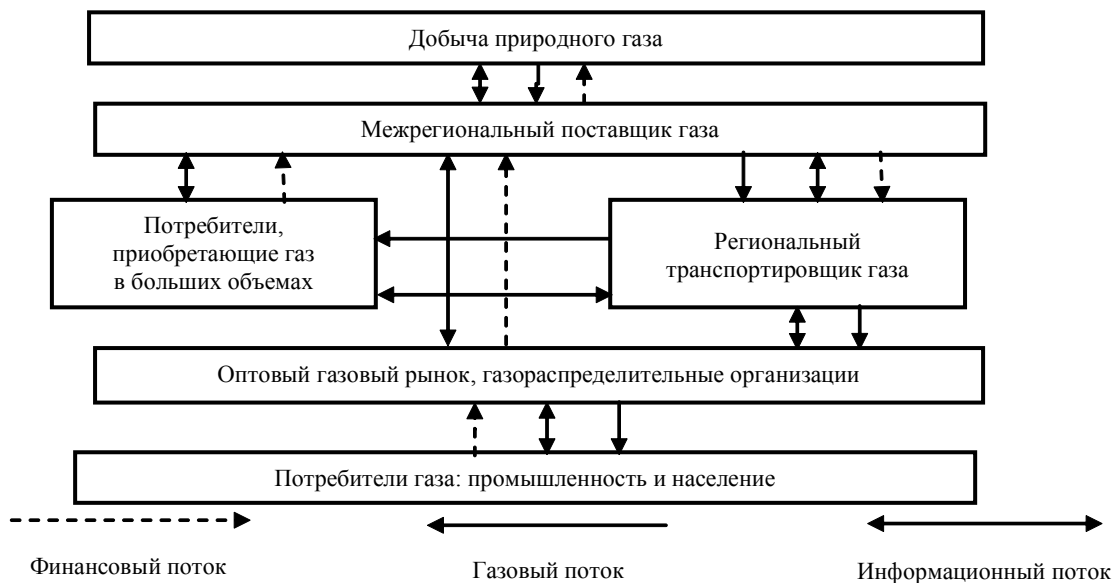 Добыча природного газа
Межрегиональный поставщик газа
Потребители,
приобретающие газ
в больших объемах
Региональный
транспортировщик газа
Оптовый газовый рынок, газораспределительные организации
Потребители газа: промышленность и население
Финансовый поток
Газовый поток
Информационный поток